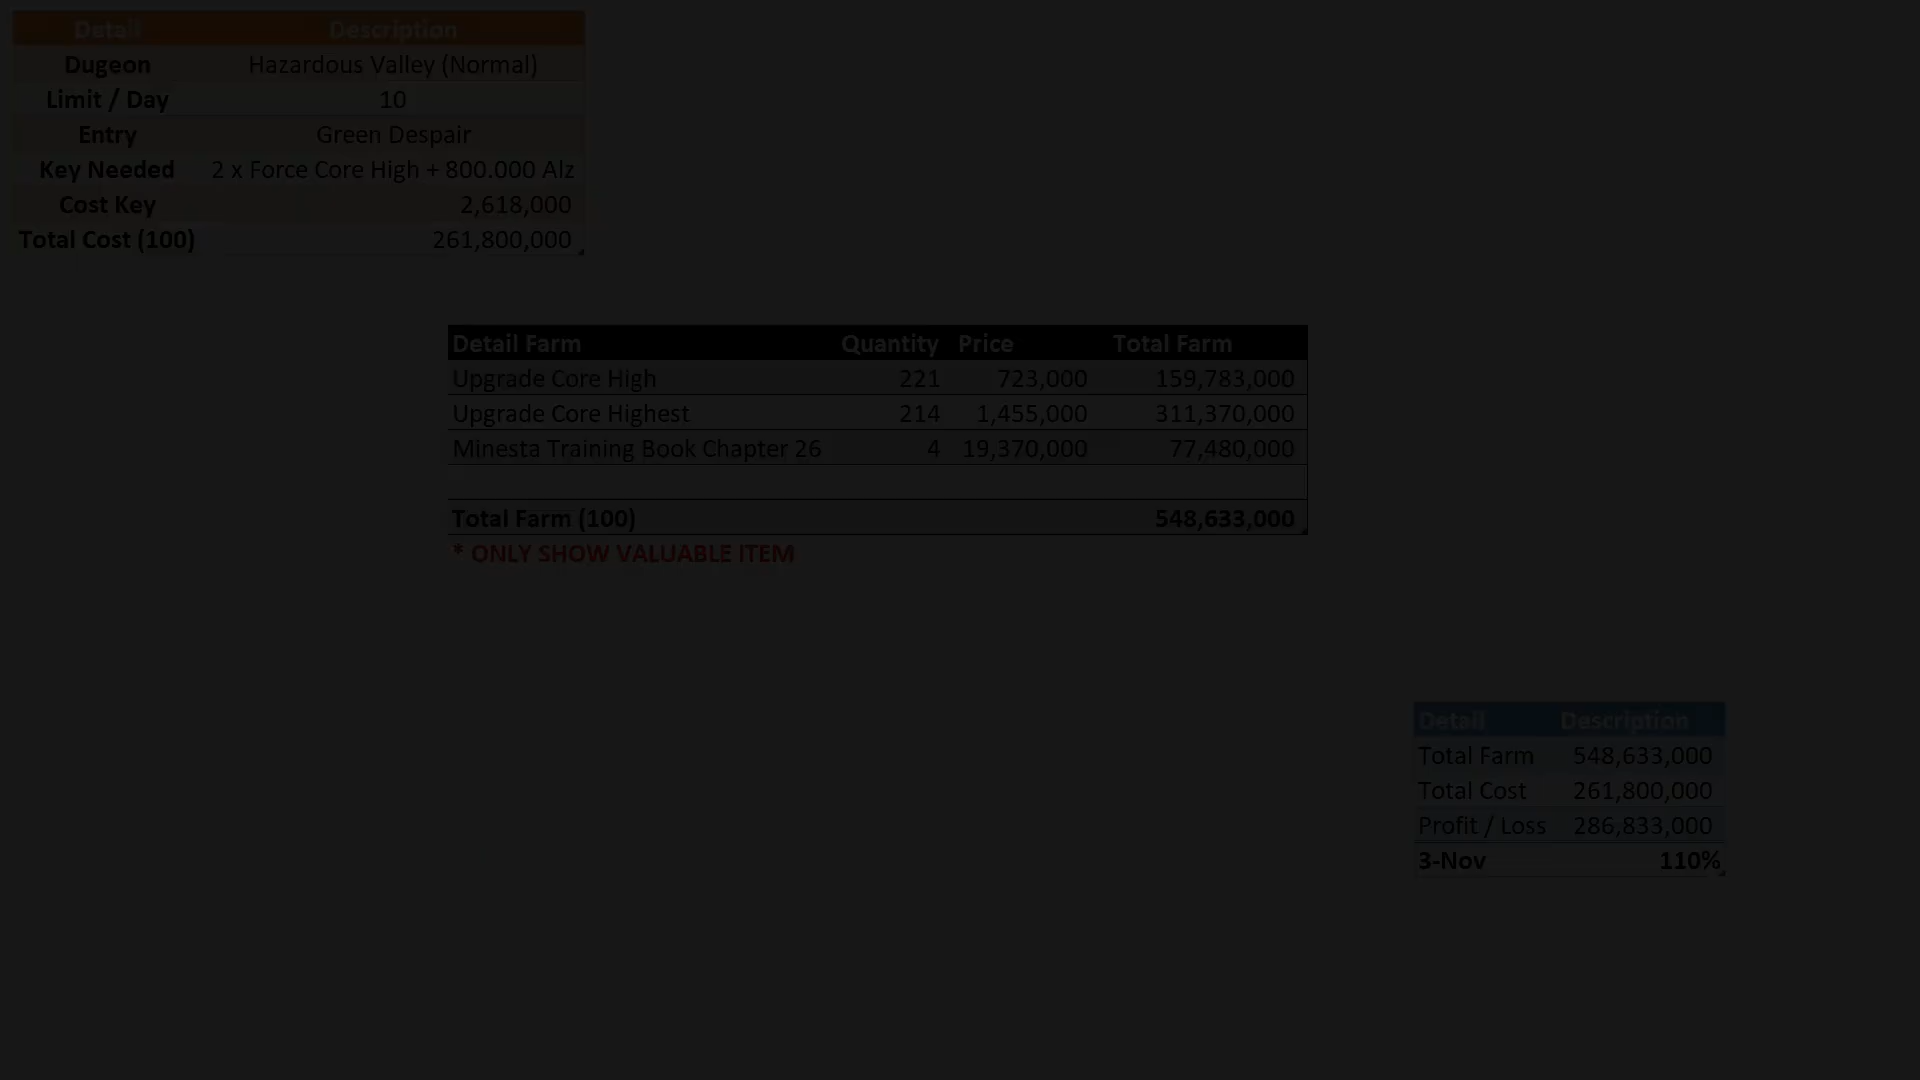 Detail Description
Dugeon Hazardous Valley (Normal)
Limit / Day 10
Entry Green Despair
Key Needed 2 x Force Core High + 800.000 Alz
Cost Key 2,618,000
Total Cost (100) 261,800,000
Detail Farm Quantity Price Total Farm
Upgrade Core High 221 723,000 159,783,000
Upgrade Core Highest 214 1,455,000 311,370,000
Minesta Training Book Chapter 26 4 19,370,000 77,480,000
Total Farm (100) 548,633,000
* ONLY SHOW VALUABLE ITEM
Detail Description
Total Farm 548,633,000
Total Cost 261,800,000
Profit / Loss 286,833,000
3-Nov 110%